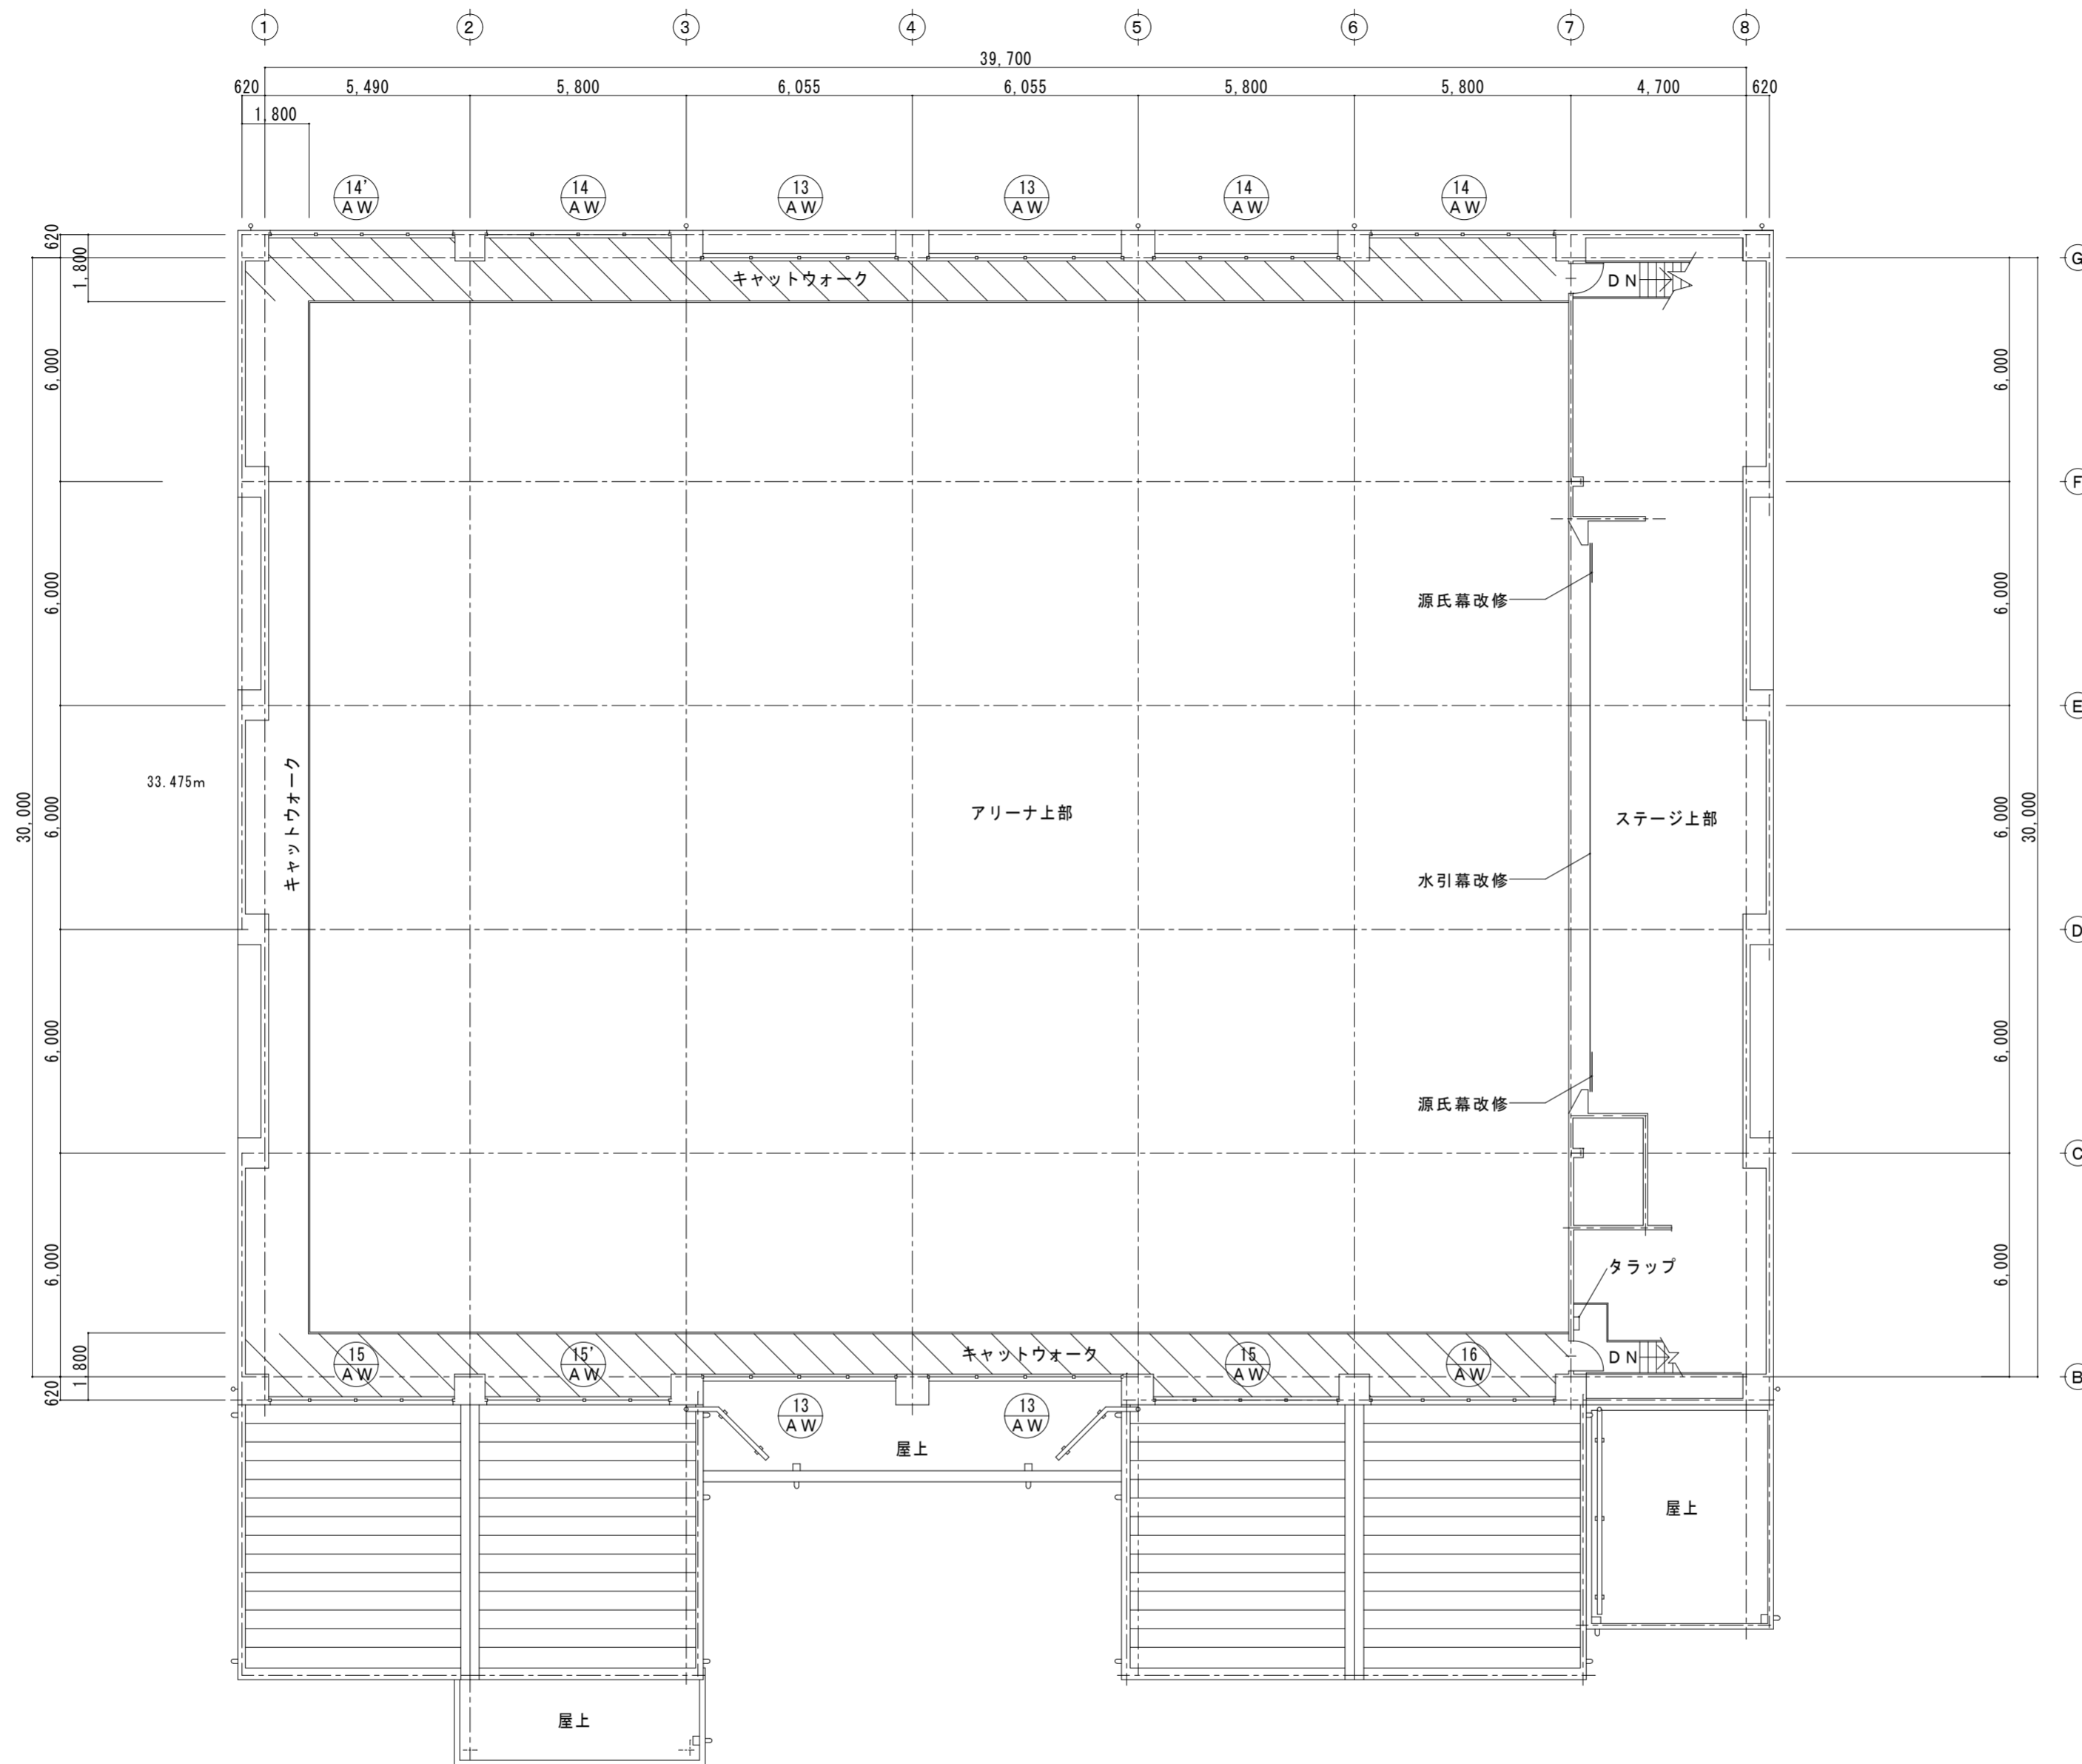 1 2 3 4 5 6 7 8
39,700
620 5,490 5,800 6,055 6,055 5,800 5,800 4,700 620
1,800
14' AW
14 AW
13 AW
13 AW
14 AW
14 AW
620
1,800
G
キャットウォーク
DN
6,000
6,000
F
源氏幕改修
6,000
6,000
E
33.475m
キャットウォーク
アリーナ上部
ステージ上部
30,000
6,000
6,000
30,000
水引幕改修
D
6,000
6,000
源氏幕改修
C
6,000
6,000
タラップ
1,800
620
15 AW
15' AW
キャットウォーク
15 AW
16 AW
DN
B
13 AW
13 AW
屋上
屋上
屋上